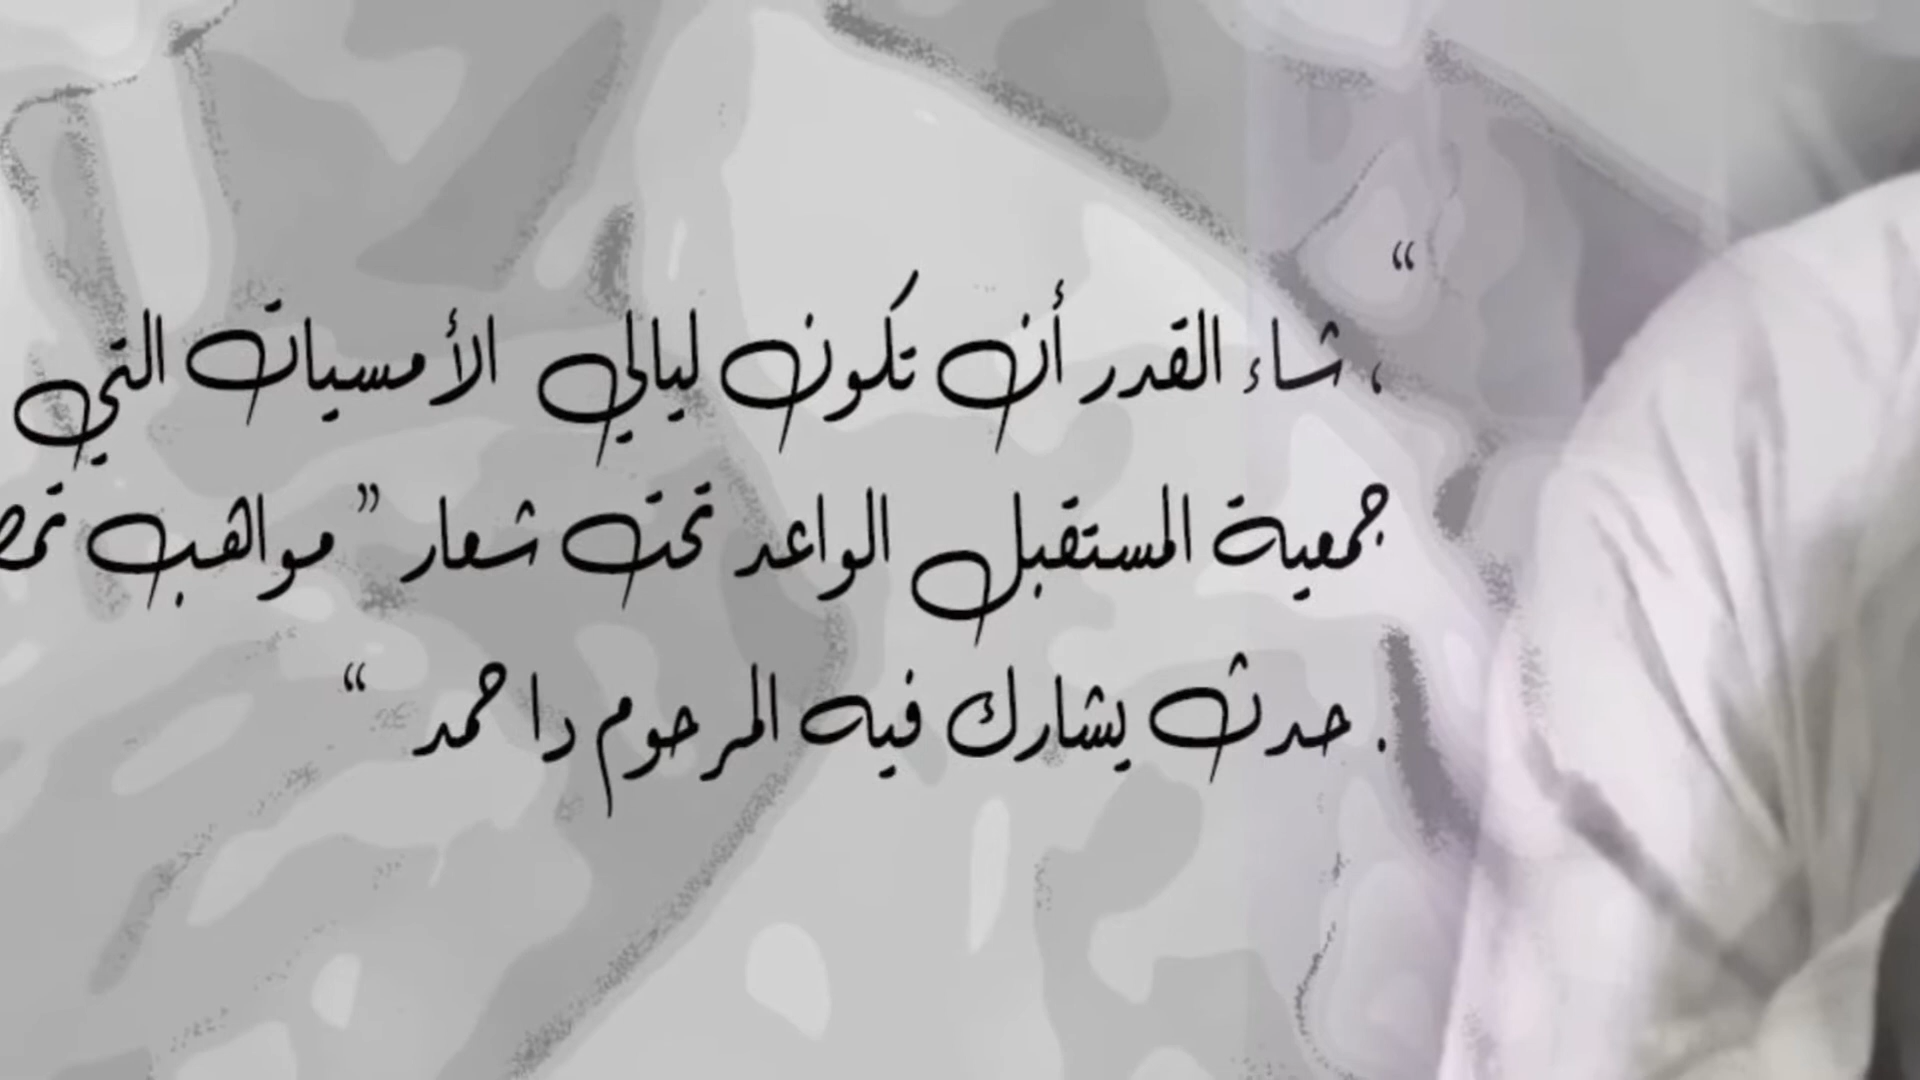 “
، شاء القدر أن تكون ليالي الأمسيات التي
جمعية المستقبل الواعد تحت شعار ” مواهب
. حدث يشارك فيه المرحوم دا حمد “